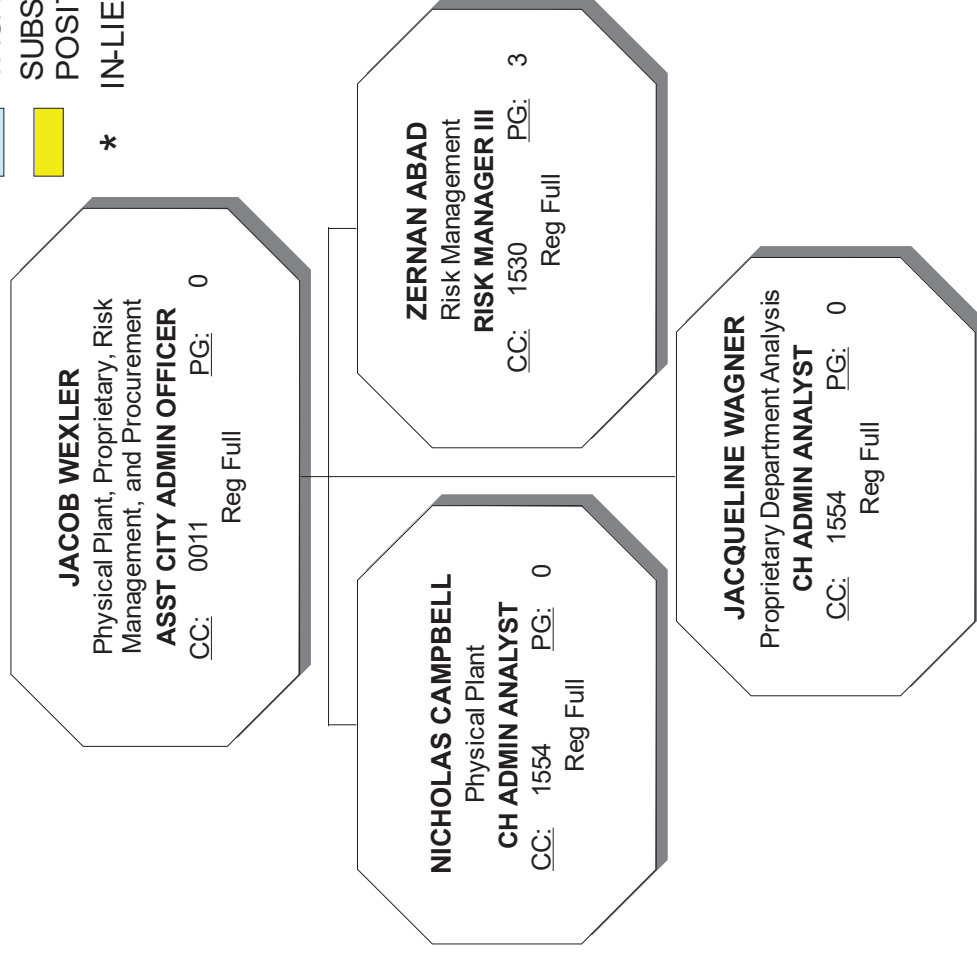 SUBS
POSIT
* IN-LIE
JACOB WEXLER
Physical Plant, Proprietary, Risk
Management, and Procurement
ASST CITY ADMIN OFFICER
CC: 0011 PG: 0
Reg Full
NICHOLAS CAMPBELL
Physical Plant
CH ADMIN ANALYST
CC: 1554 PG: 0
Reg Full
ZERNAN ABAD
Risk Management
RISK MANAGER III
CC: 1530 PG: 3
Reg Full
JACQUELINE WAGNER
Proprietary Department Analysis
CH ADMIN ANALYST
CC: 1554 PG: 0
Reg Full